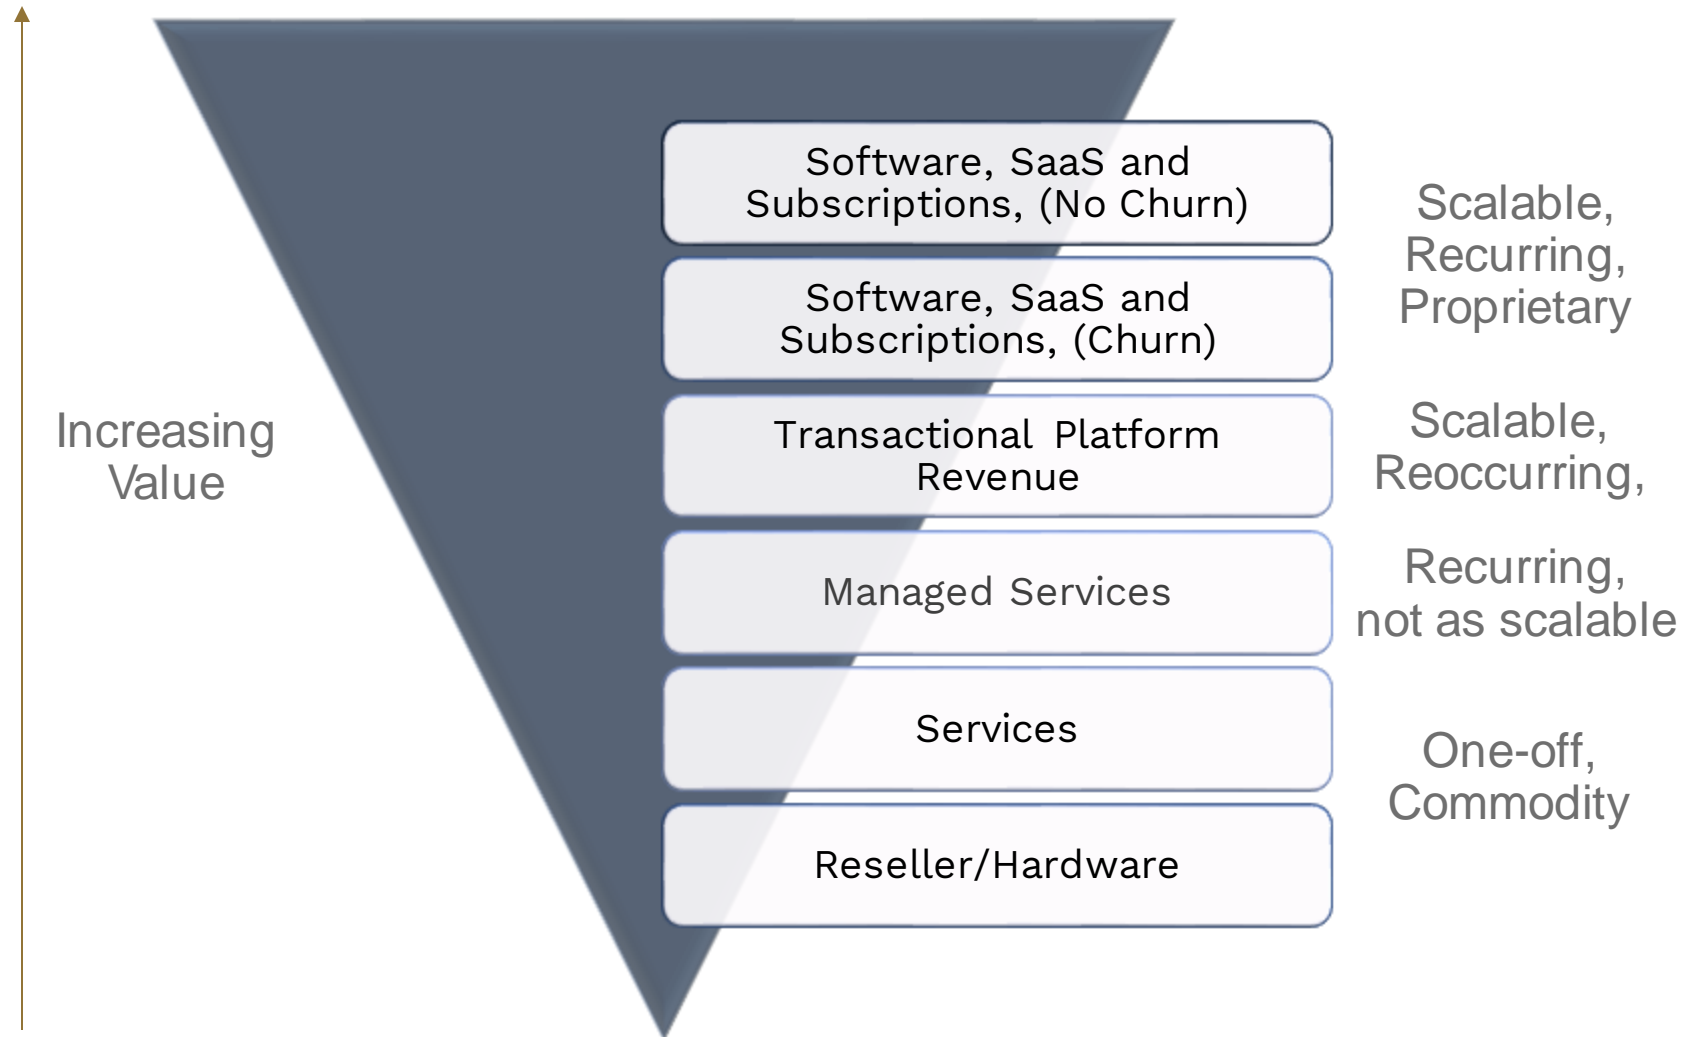 Increasing
Value
Software, SaaS and
Subscriptions, (No Churn)
Software, SaaS and
Subscriptions, (Churn)
Transactional Platform
Revenue
Managed Services
Services
Reseller/Hardware
Scalable,
Recurring,
Proprietary
Scalable,
Reoccurring,
Recurring,
not as scalable
One-off,
Commodity